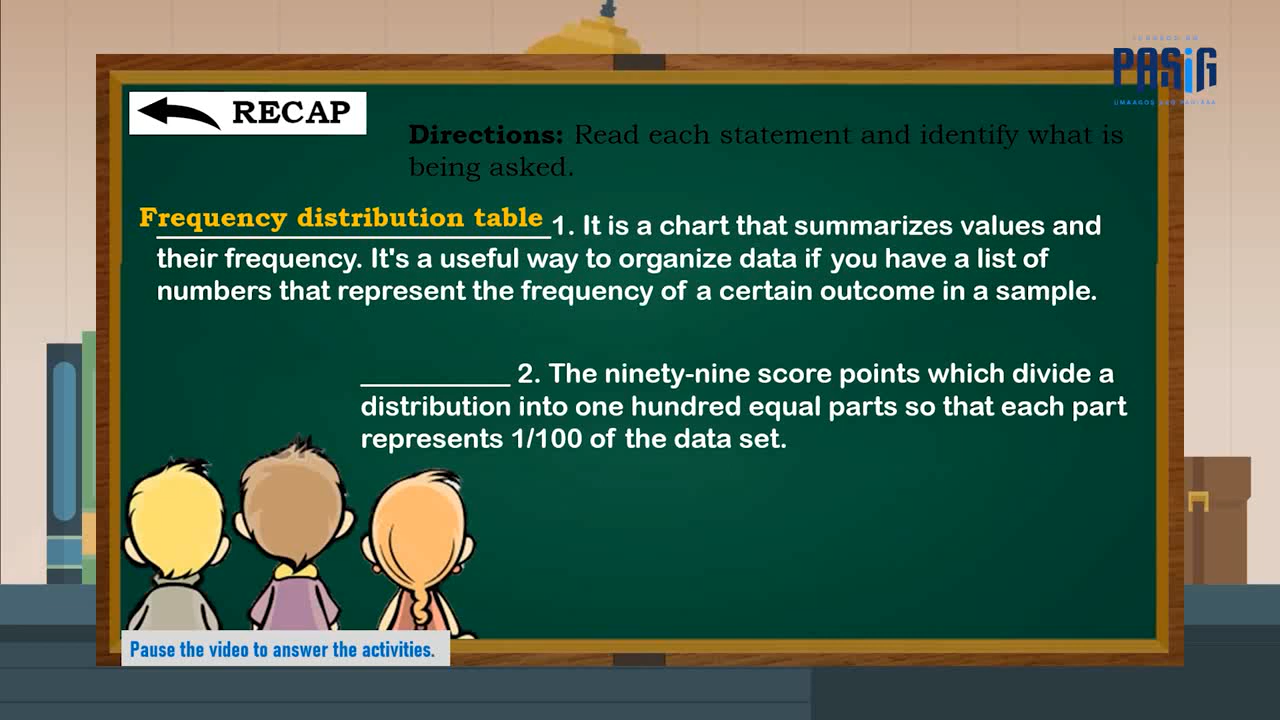 PASiG
RECAP
Directions: Read each statement and identify what is
being asked.
Frequency distribution table
____________________________1. It is a chart that summarizes values and
their frequency. It's a useful way to organize data if you have a list of
numbers that represent the frequency of a certain outcome in a sample.
___________ 2. The ninety-nine score points which divide a
distribution into one hundred equal parts so that each part
represents 1/100 of the data set.
Pause the video to answer the activities.